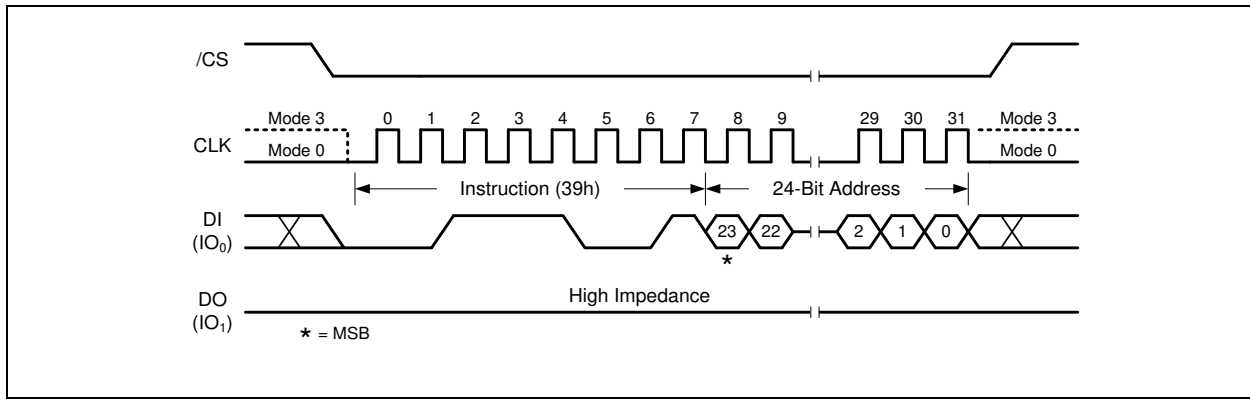 /CS
Mode 3 0 1 2 3 4 5 6 7 8 9 29 30 31 Mode 3
CLK
Mode 0 Mode 0
Instruction (39h) 24-Bit Address
DI
(IO₀)
23 22 2 1 0
*
High Impedance
DO
(IO₁)
* = MSB